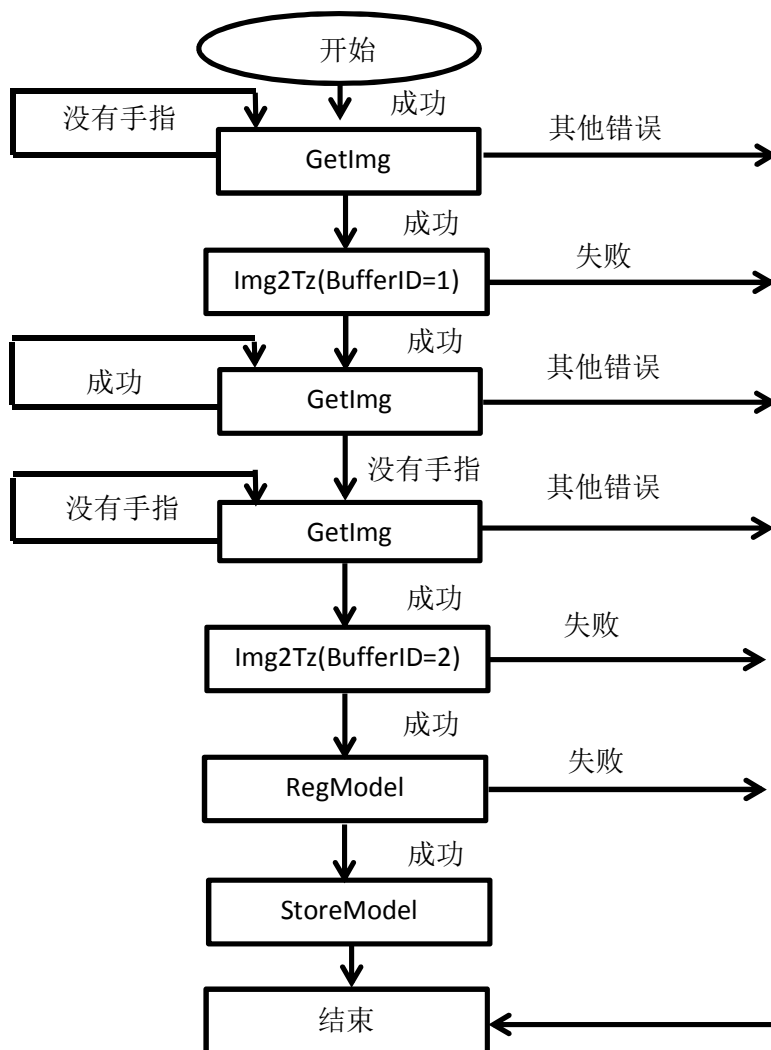 开始
成功
没有手指
其他错误
GetImg
成功
失败
Img2Tz(BufferID=1)
成功
其他错误
成功
GetImg
没有手指
其他错误
没有手指
GetImg
成功
失败
Img2Tz(BufferID=2)
成功
失败
RegModel
成功
StoreModel
结束